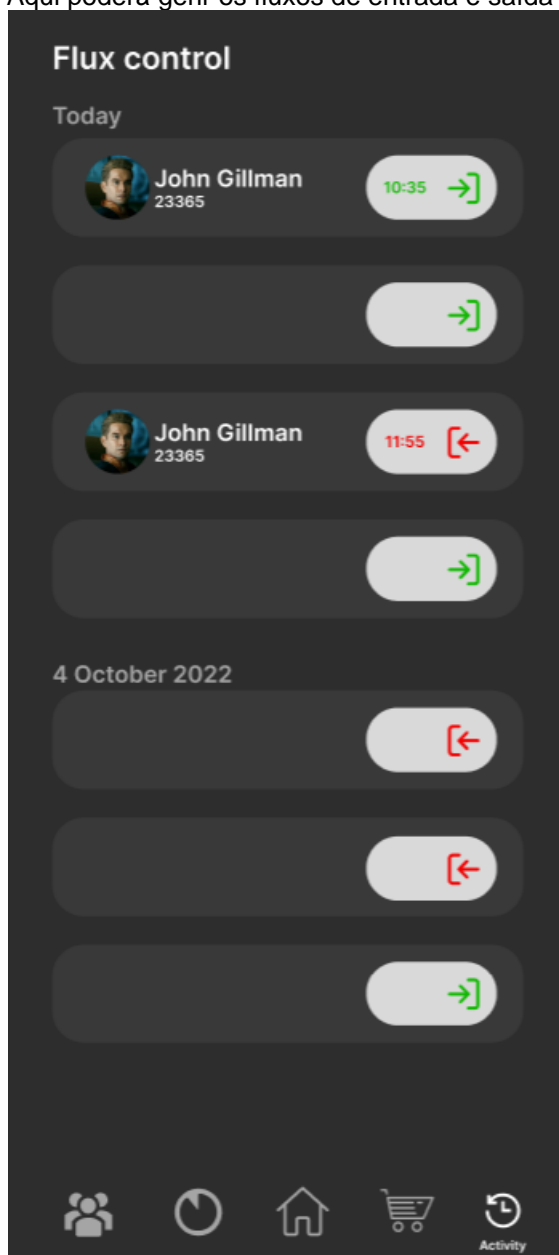 Aqui poderá gerir os fluxos de entrada e saída
Flux control
Today
John Gillman
23365
10:35
John Gillman
23365
11:55
4 October 2022
Activity